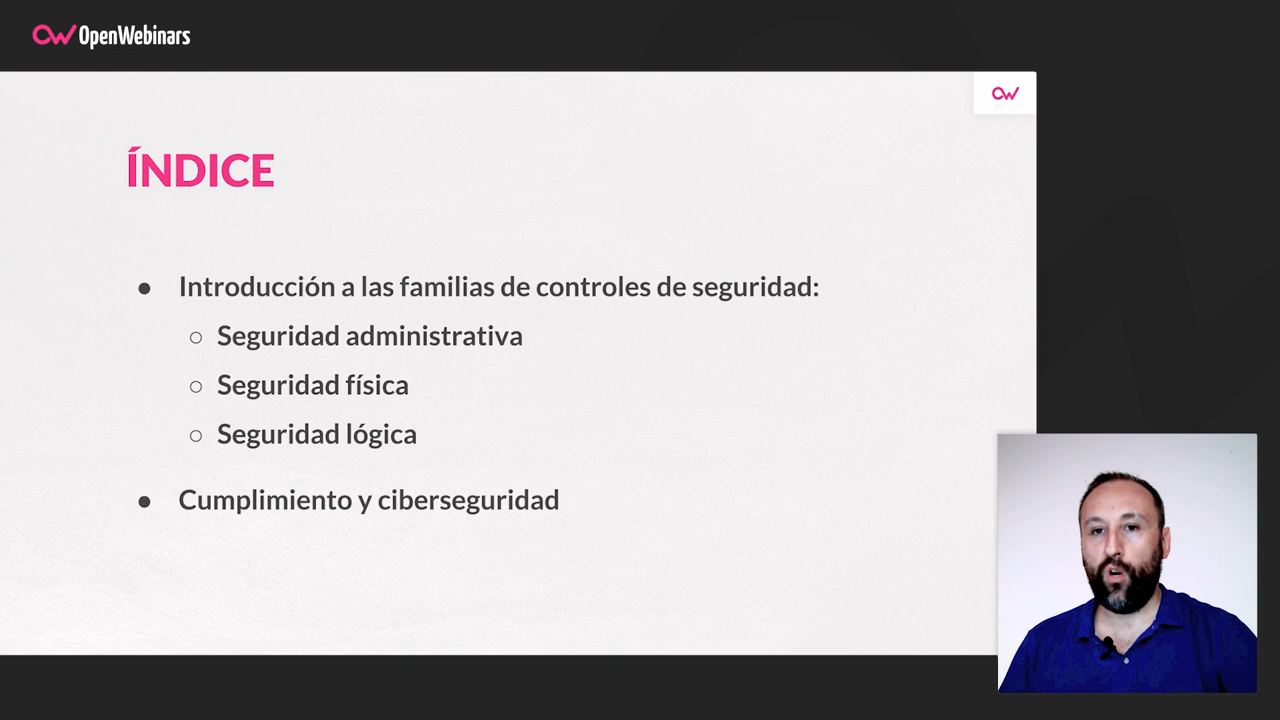 OpenWebinars
ÍNDICE
● Introducción a las familias de controles de seguridad:
○ Seguridad administrativa
○ Seguridad física
○ Seguridad lógica
● Cumplimiento y ciberseguridad